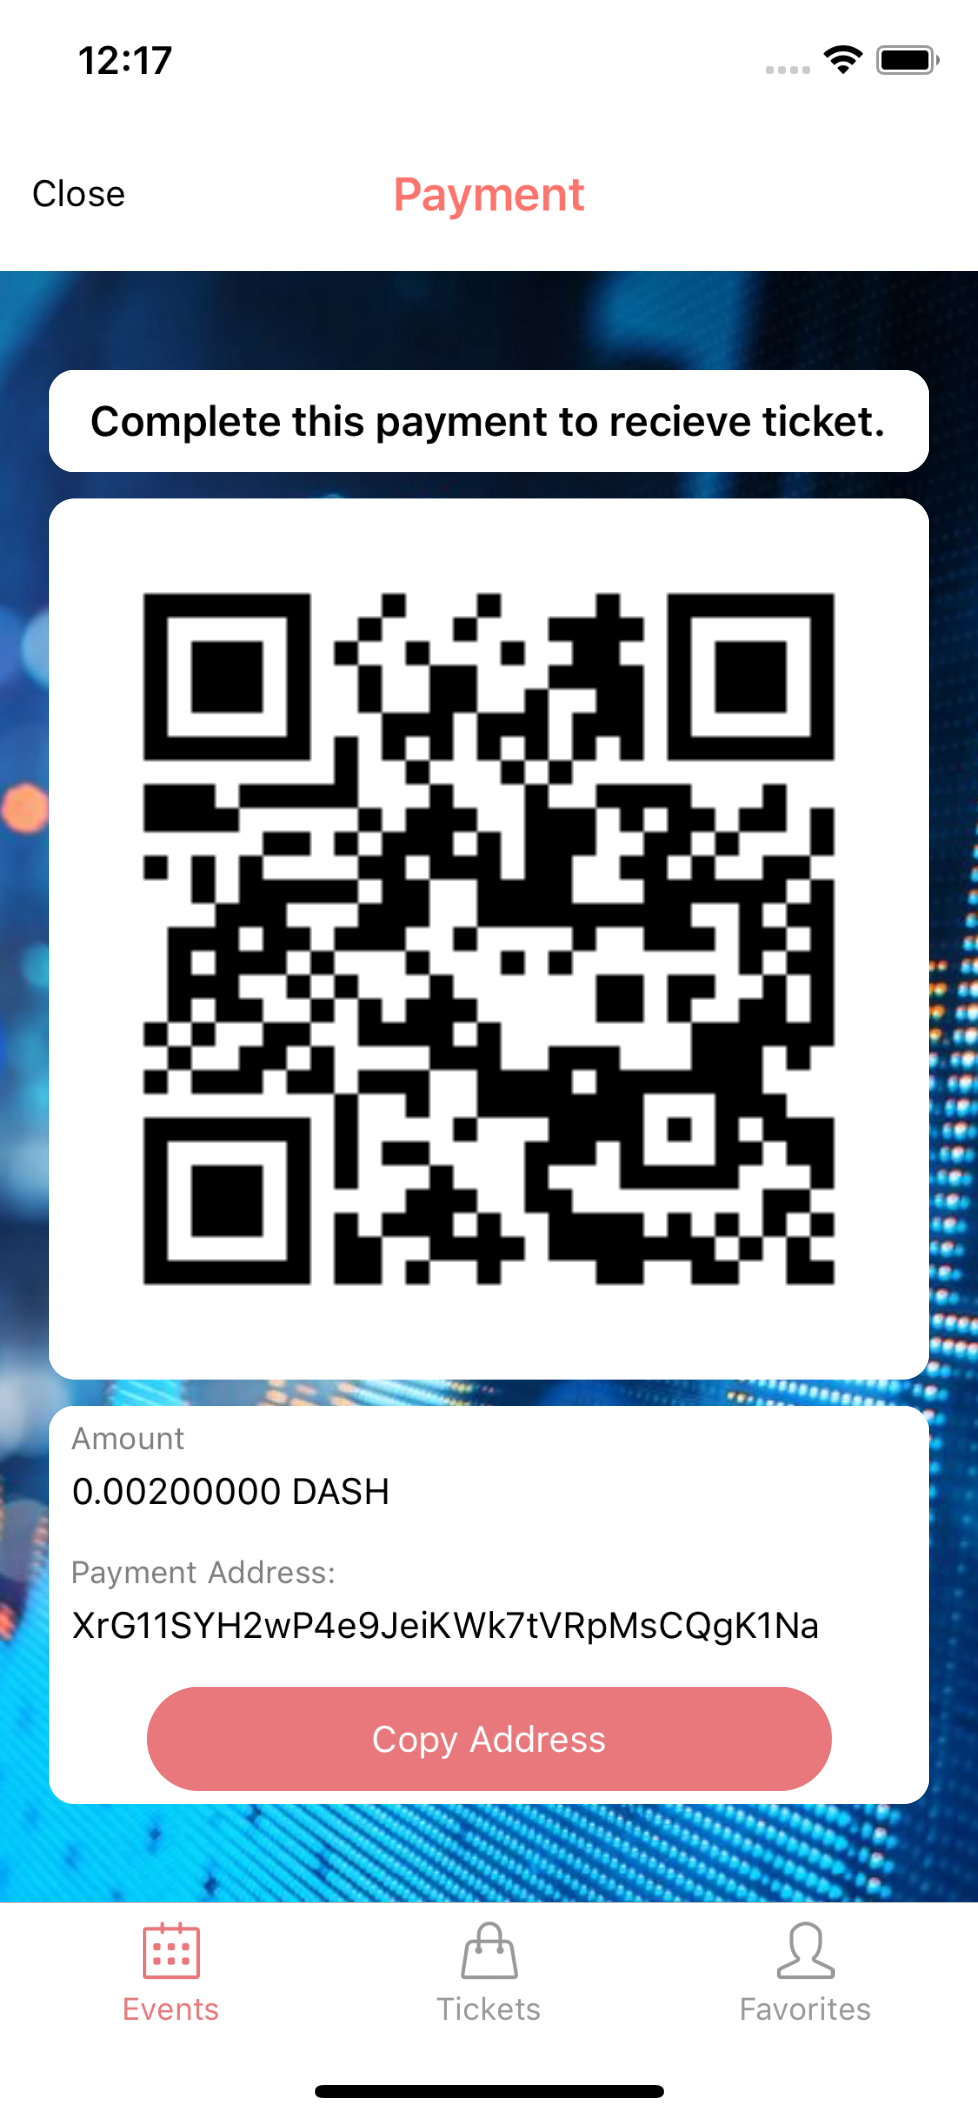 12:17
Close
Payment
Complete this payment to recieve ticket.
Amount
0.00200000 DASH
Payment Address:
XrG11SYH2wP4e9JeiKWk7tVRpMsCQgK1Na
Copy Address
Events
Tickets
Favorites